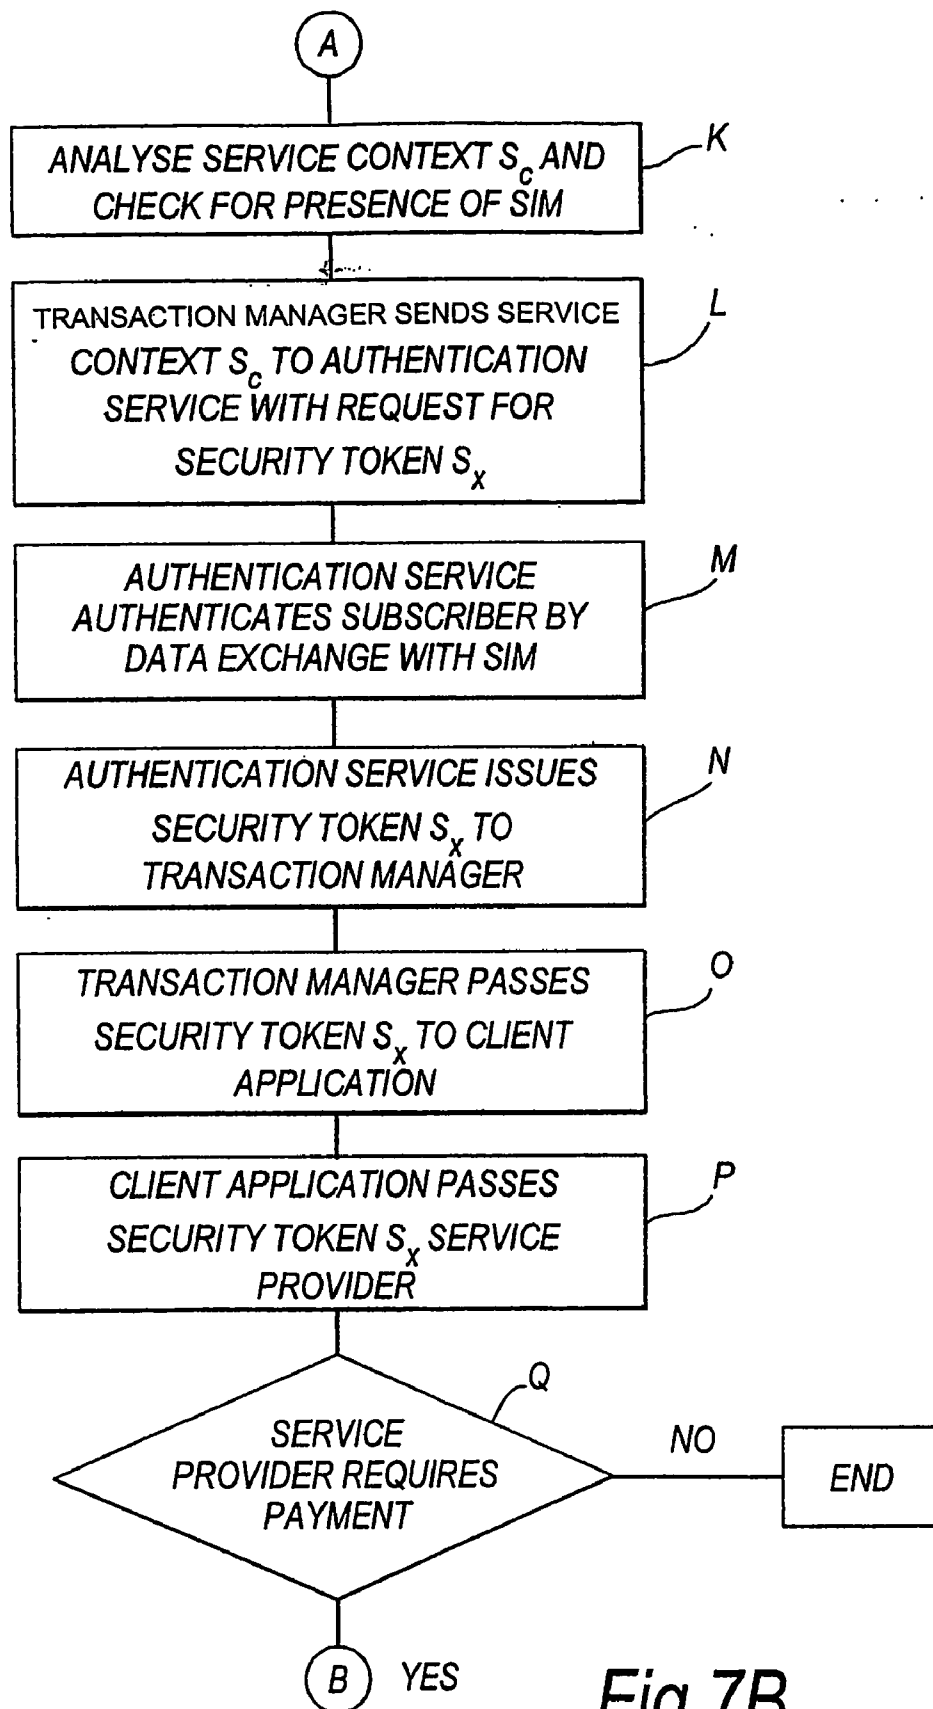 A
ANALYSE SERVICE CONTEXT Sc AND
CHECK FOR PRESENCE OF SIM
K
TRANSACTION MANAGER SENDS SERVICE
CONTEXT Sc TO AUTHENTICATION
SERVICE WITH REQUEST FOR
SECURITY TOKEN Sx
L
AUTHENTICATION SERVICE
AUTHENTICATES SUBSCRIBER BY
DATA EXCHANGE WITH SIM
M
AUTHENTICATION SERVICE ISSUES
SECURITY TOKEN Sx TO
TRANSACTION MANAGER
N
TRANSACTION MANAGER PASSES
SECURITY TOKEN Sx TO CLIENT
APPLICATION
O
CLIENT APPLICATION PASSES
SECURITY TOKEN Sx SERVICE
PROVIDER
P
Q
SERVICE
PROVIDER REQUIRES
PAYMENT
NO
END
B
YES
Fig 7B